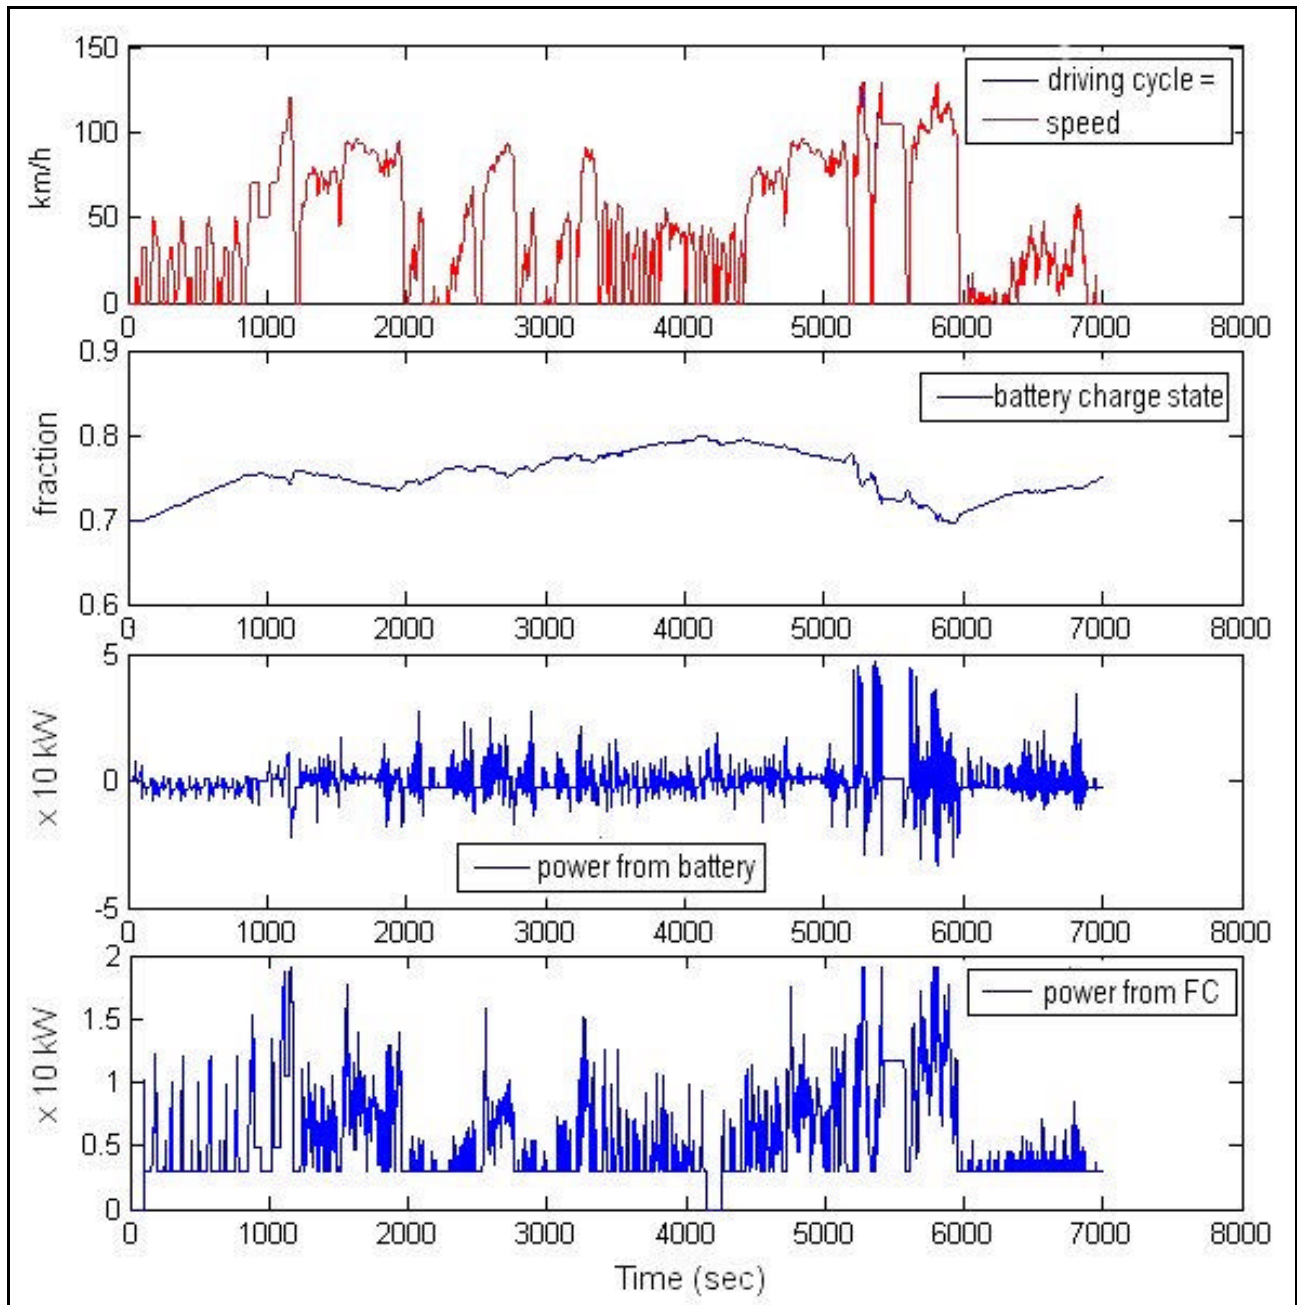 150
100
50
0
km/h
driving cycle =
speed
0 1000 2000 3000 4000 5000 6000 7000 8000
0.9
0.8
0.7
0.6
fraction
battery charge state
0 1000 2000 3000 4000 5000 6000 7000 8000
5
0
-5
x 10 kW
power from battery
0 1000 2000 3000 4000 5000 6000 7000 8000
2
1.5
1
0.5
0
x 10 kW
power from FC
0 1000 2000 3000 4000 5000 6000 7000 8000
Time (sec)